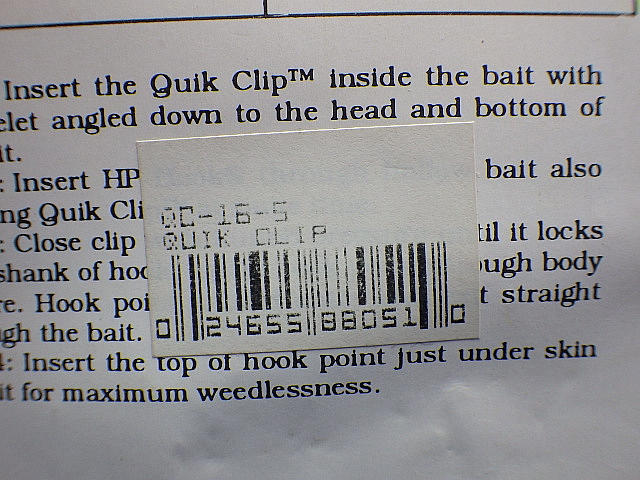 Insert the Quik Clip™ inside the bait with
elet angled down to the head and bottom of
it.
: Insert HP bait also
ng Quik Cli
: Close clip til it locks
shank of hoo ough body
re. Hook poi t straight
gh the bait.
4: Insert the top of hook point just under skin
it for maximum weedlessness.
QC-16-S
QUIK CLIP
0 24655 88051 0